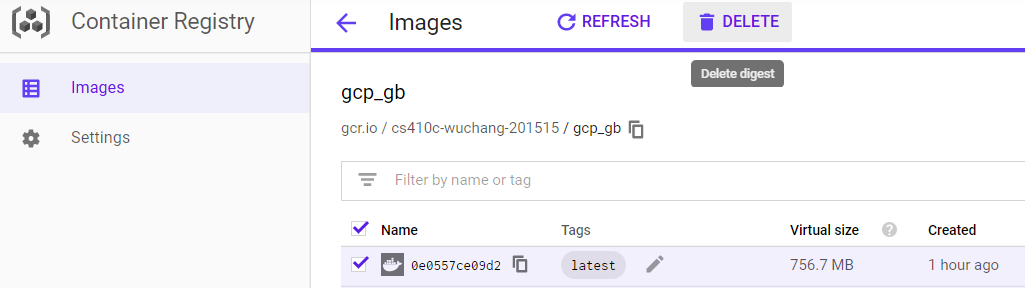 Container Registry
Images
Settings
Images
REFRESH
DELETE
Delete digest
gcp_gb
gcr.io / cs410c-wuchang-201515 / gcp_gb
Filter by name or tag
Name Tags Virtual size ? Created
0e0557ce09d2 latest 756.7 MB 1 hour ago